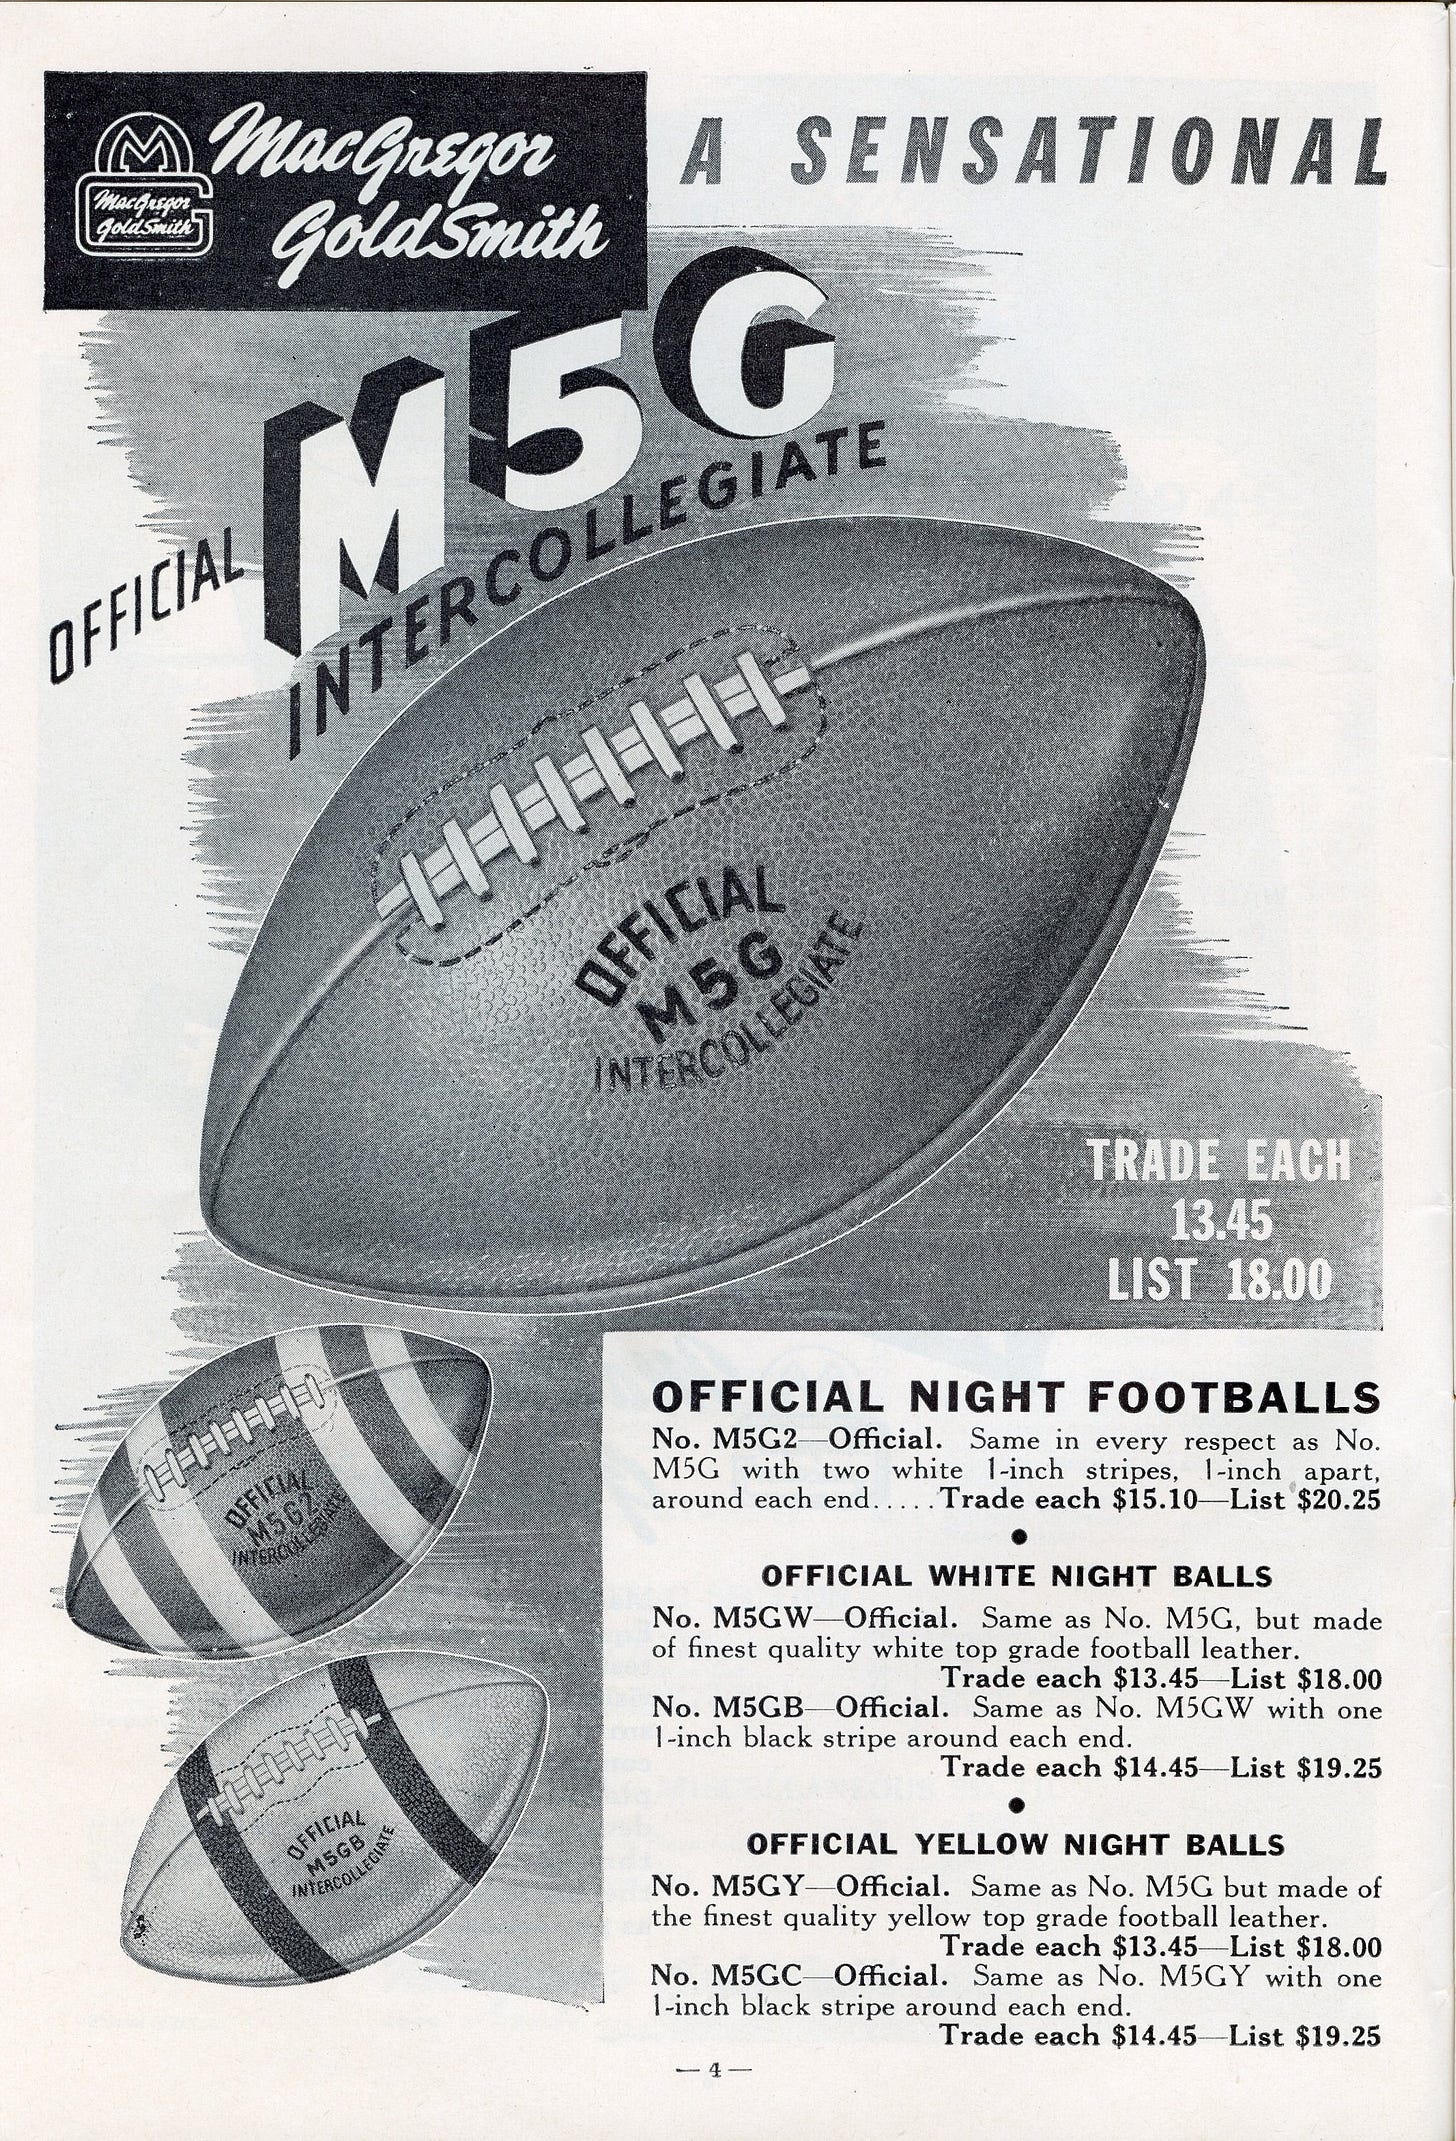 MacGregor
GoldSmith
M
MacGregor
GoldSmith
A SENSATIONAL
OFFICIAL
M5G
INTERCOLLEGIATE
OFFICIAL
M5G
INTERCOLLEGIATE
TRADE EACH
13.45
LIST 18.00
OFFICIAL
M5G2
INTERCOLLEGIATE
OFFICIAL
M5GB
INTERCOLLEGIATE
OFFICIAL NIGHT FOOTBALLS
No. M5G2—Official. Same in every respect as No.
M5G with two white 1-inch stripes, 1-inch apart,
around each end.....Trade each $15.10—List $20.25
●
OFFICIAL WHITE NIGHT BALLS
No. M5GW—Official. Same as No. M5G, but made
of finest quality white top grade football leather.
Trade each $13.45—List $18.00
No. M5GB—Official. Same as No. M5GW with one
1-inch black stripe around each end.
Trade each $14.45—List $19.25
●
OFFICIAL YELLOW NIGHT BALLS
No. M5GY—Official. Same as No. M5G but made of
the finest quality yellow top grade football leather.
Trade each $13.45—List $18.00
No. M5GC—Official. Same as No. M5GY with one
1-inch black stripe around each end.
Trade each $14.45—List $19.25
— 4 —